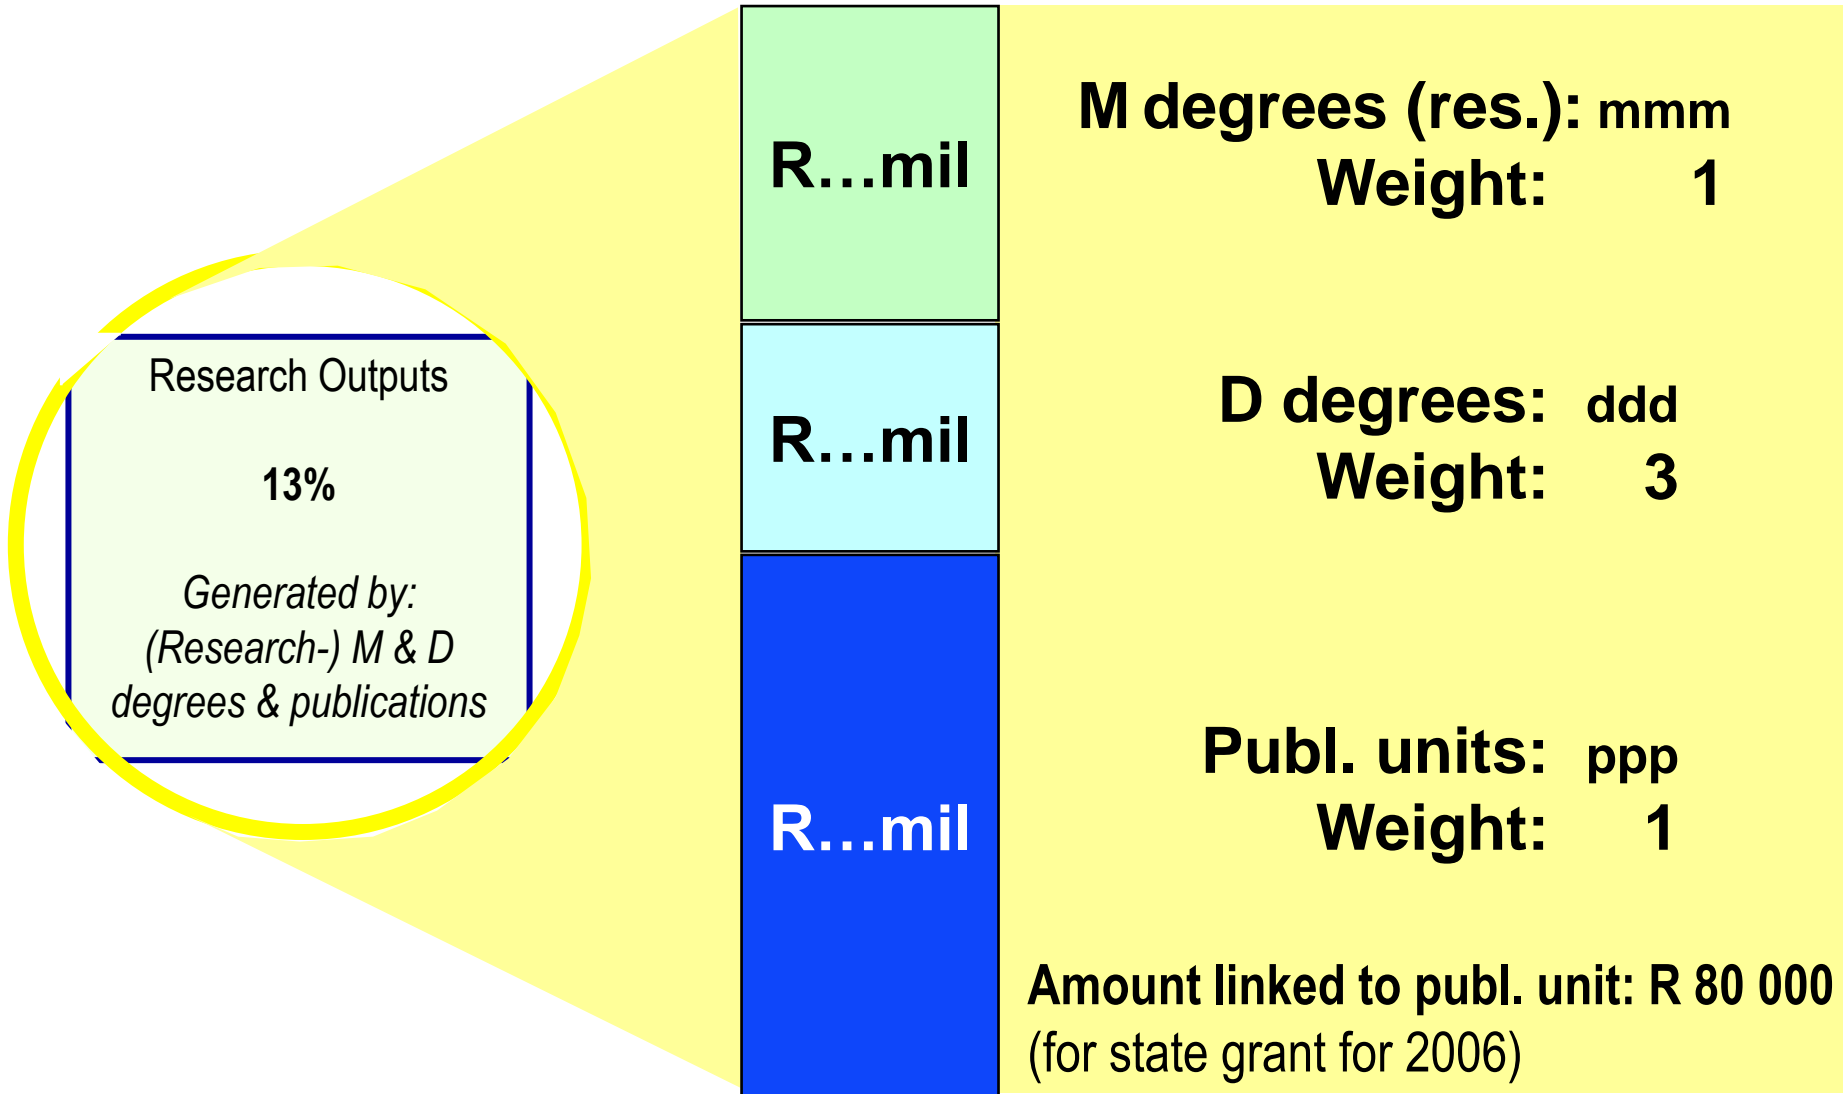 Research Outputs
13%
Generated by:
(Research-) M & D
degrees & publications
R…mil
M degrees (res.): mmm
Weight: 1
R…mil
D degrees: ddd
Weight: 3
R…mil
Publ. units: ppp
Weight: 1
Amount linked to publ. unit: R 80 000
(for state grant for 2006)